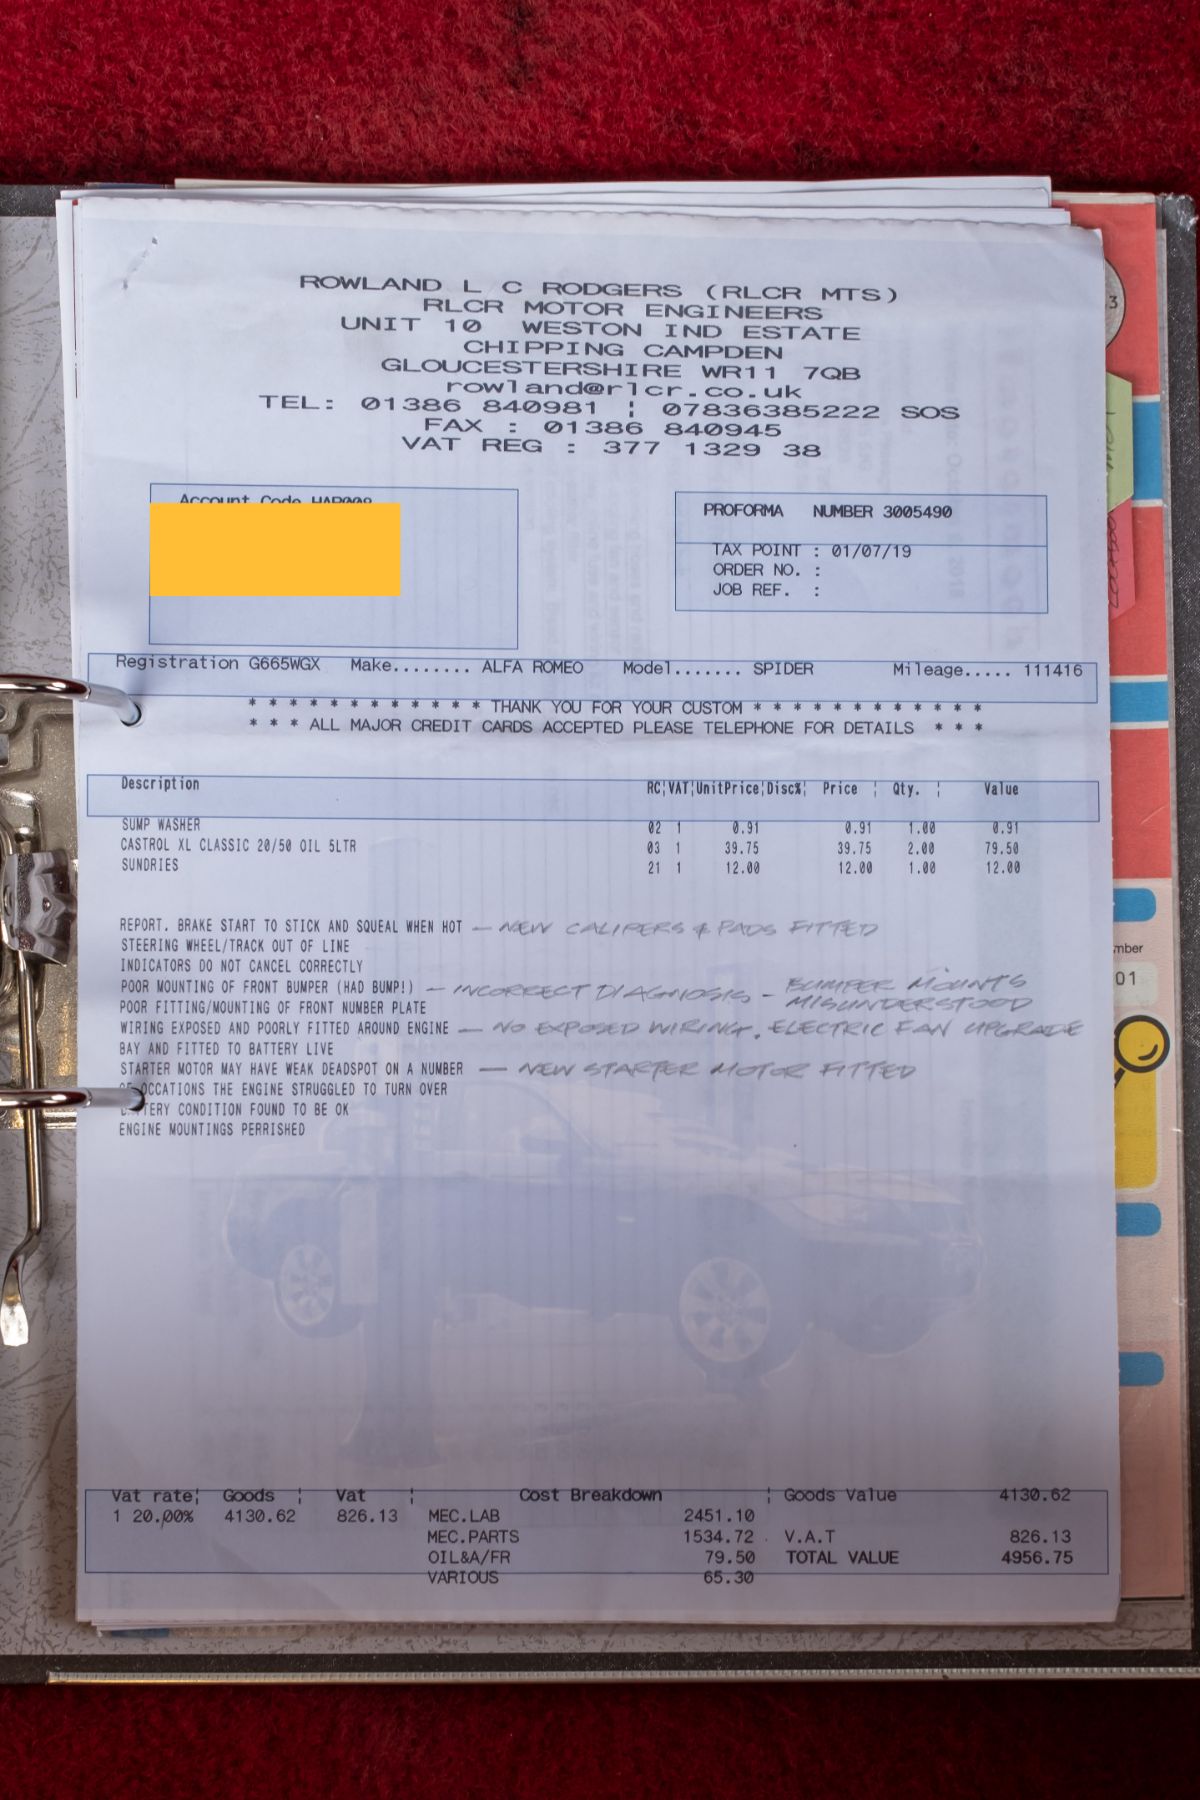 ROWLAND L C RODGERS (RLCR MTS)
RLCR MOTOR ENGINEERS
UNIT 10 WESTON IND ESTATE
CHIPPING CAMPDEN
GLOUCESTERSHIRE WR11 7QB
rowland@rlcr.co.uk
TEL: 01386 840981 ¦ 07836385222 SOS
FAX : 01386 840945
VAT REG : 377 1329 38
Account Code HAR008
PROFORMA NUMBER 3005490
TAX POINT : 01/07/19
ORDER NO. :
JOB REF. :
Registration G665WGX Make........ ALFA ROMEO Model....... SPIDER Mileage..... 111416
* * * * * * * * * * * * THANK YOU FOR YOUR CUSTOM * * * * * * * * * * * *
* * * ALL MAJOR CREDIT CARDS ACCEPTED PLEASE TELEPHONE FOR DETAILS * * *
Description RC¦VAT¦UnitPrice¦Disc%¦ Price ¦ Qty. ¦ Value
SUMP WASHER 02 1 0.91 0.91 1.00 0.91
CASTROL XL CLASSIC 20/50 OIL 5LTR 03 1 39.75 39.75 2.00 79.50
SUNDRIES 21 1 12.00 12.00 1.00 12.00
REPORT. BRAKE START TO STICK AND SQUEAL WHEN HOT — NEW CALIPERS & PADS FITTED
STEERING WHEEL/TRACK OUT OF LINE
INDICATORS DO NOT CANCEL CORRECTLY
POOR MOUNTING OF FRONT BUMPER (HAD BUMP!) — INCORRECT DIAGNOSIS - BUMPER MOUNTS
MISUNDERSTOOD
POOR FITTING/MOUNTING OF FRONT NUMBER PLATE
WIRING EXPOSED AND POORLY FITTED AROUND ENGINE — NO EXPOSED WIRING. ELECTRIC FAN UPGRADE
BAY AND FITTED TO BATTERY LIVE
STARTER MOTOR MAY HAVE WEAK DEADSPOT ON A NUMBER — NEW STARTER MOTOR FITTED
OF OCCATIONS THE ENGINE STRUGGLED TO TURN OVER
BATTERY CONDITION FOUND TO BE OK
ENGINE MOUNTINGS PERRISHED
Vat rate¦ Goods ¦ Vat ¦ Cost Breakdown ¦ Goods Value 4130.62
1 20.00% 4130.62 826.13 MEC.LAB 2451.10
MEC.PARTS 1534.72 V.A.T 826.13
OIL&A/FR 79.50 TOTAL VALUE 4956.75
VARIOUS 65.30